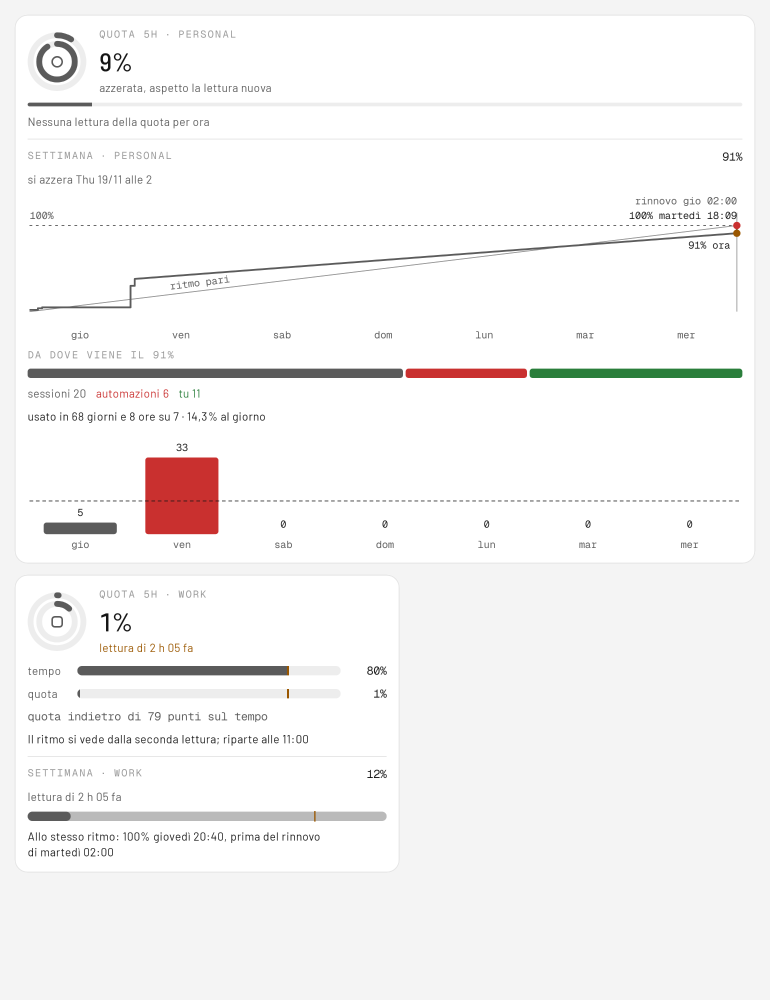 QUOTA 5H · PERSONAL
9%
azzerata, aspetto la lettura nuova
Nessuna lettura della quota per ora
SETTIMANA · PERSONAL
91%
si azzera Thu 19/11 alle 2
rinnovo gio 02:00
100%
100% martedì 18:09
91% ora
ritmo pari
gio ven sab dom lun mar mer
DA DOVE VIENE IL 91%
sessioni 20 automazioni 6 tu 11
usato in 68 giorni e 8 ore su 7 · 14,3% al giorno
33
5
0 0 0 0 0
gio ven sab dom lun mar mer
QUOTA 5H · WORK
1%
lettura di 2 h 05 fa
tempo 80%
quota 1%
quota indietro di 79 punti sul tempo
Il ritmo si vede dalla seconda lettura; riparte alle 11:00
SETTIMANA · WORK 12%
lettura di 2 h 05 fa
Allo stesso ritmo: 100% giovedì 20:40, prima del rinnovo
di martedì 02:00